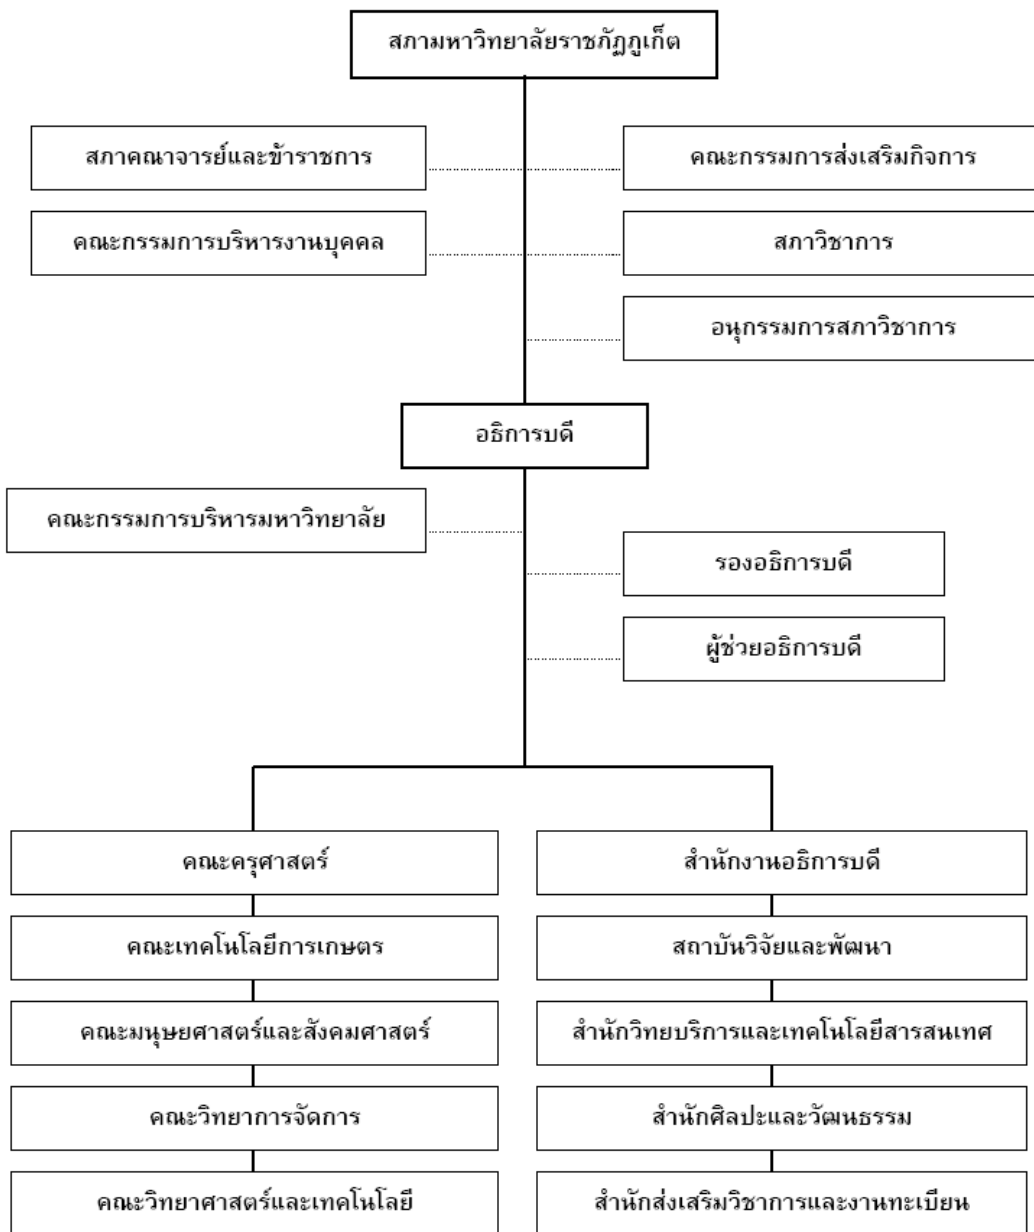 สภามหาวิทยาลัยราชภัฏภูเก็ต
สภาคณาจารย์และข้าราชการ
คณะกรรมการส่งเสริมกิจการ
คณะกรรมการบริหารงานบุคคล
สภาวิชาการ
อนุกรรมการสภาวิชาการ
อธิการบดี
คณะกรรมการบริหารมหาวิทยาลัย
รองอธิการบดี
ผู้ช่วยอธิการบดี
คณะครุศาสตร์
สำนักงานอธิการบดี
คณะเทคโนโลยีการเกษตร
สถาบันวิจัยและพัฒนา
คณะมนุษยศาสตร์และสังคมศาสตร์
สำนักวิทยบริการและเทคโนโลยีสารสนเทศ
คณะวิทยาการจัดการ
สำนักศิลปะและวัฒนธรรม
คณะวิทยาศาสตร์และเทคโนโลยี
สำนักส่งเสริมวิชาการและงานทะเบียน